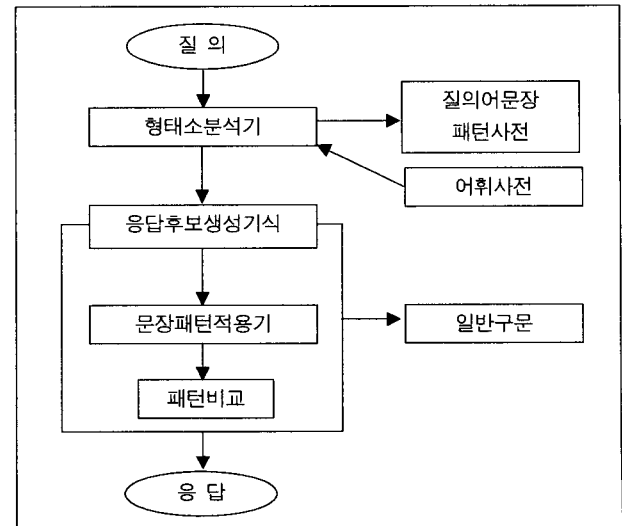 질 의
형태소분석기
질의어문장
패턴사전
어휘사전
응답후보생성기식
문장패턴적용기
일반구문
패턴비교
응 답